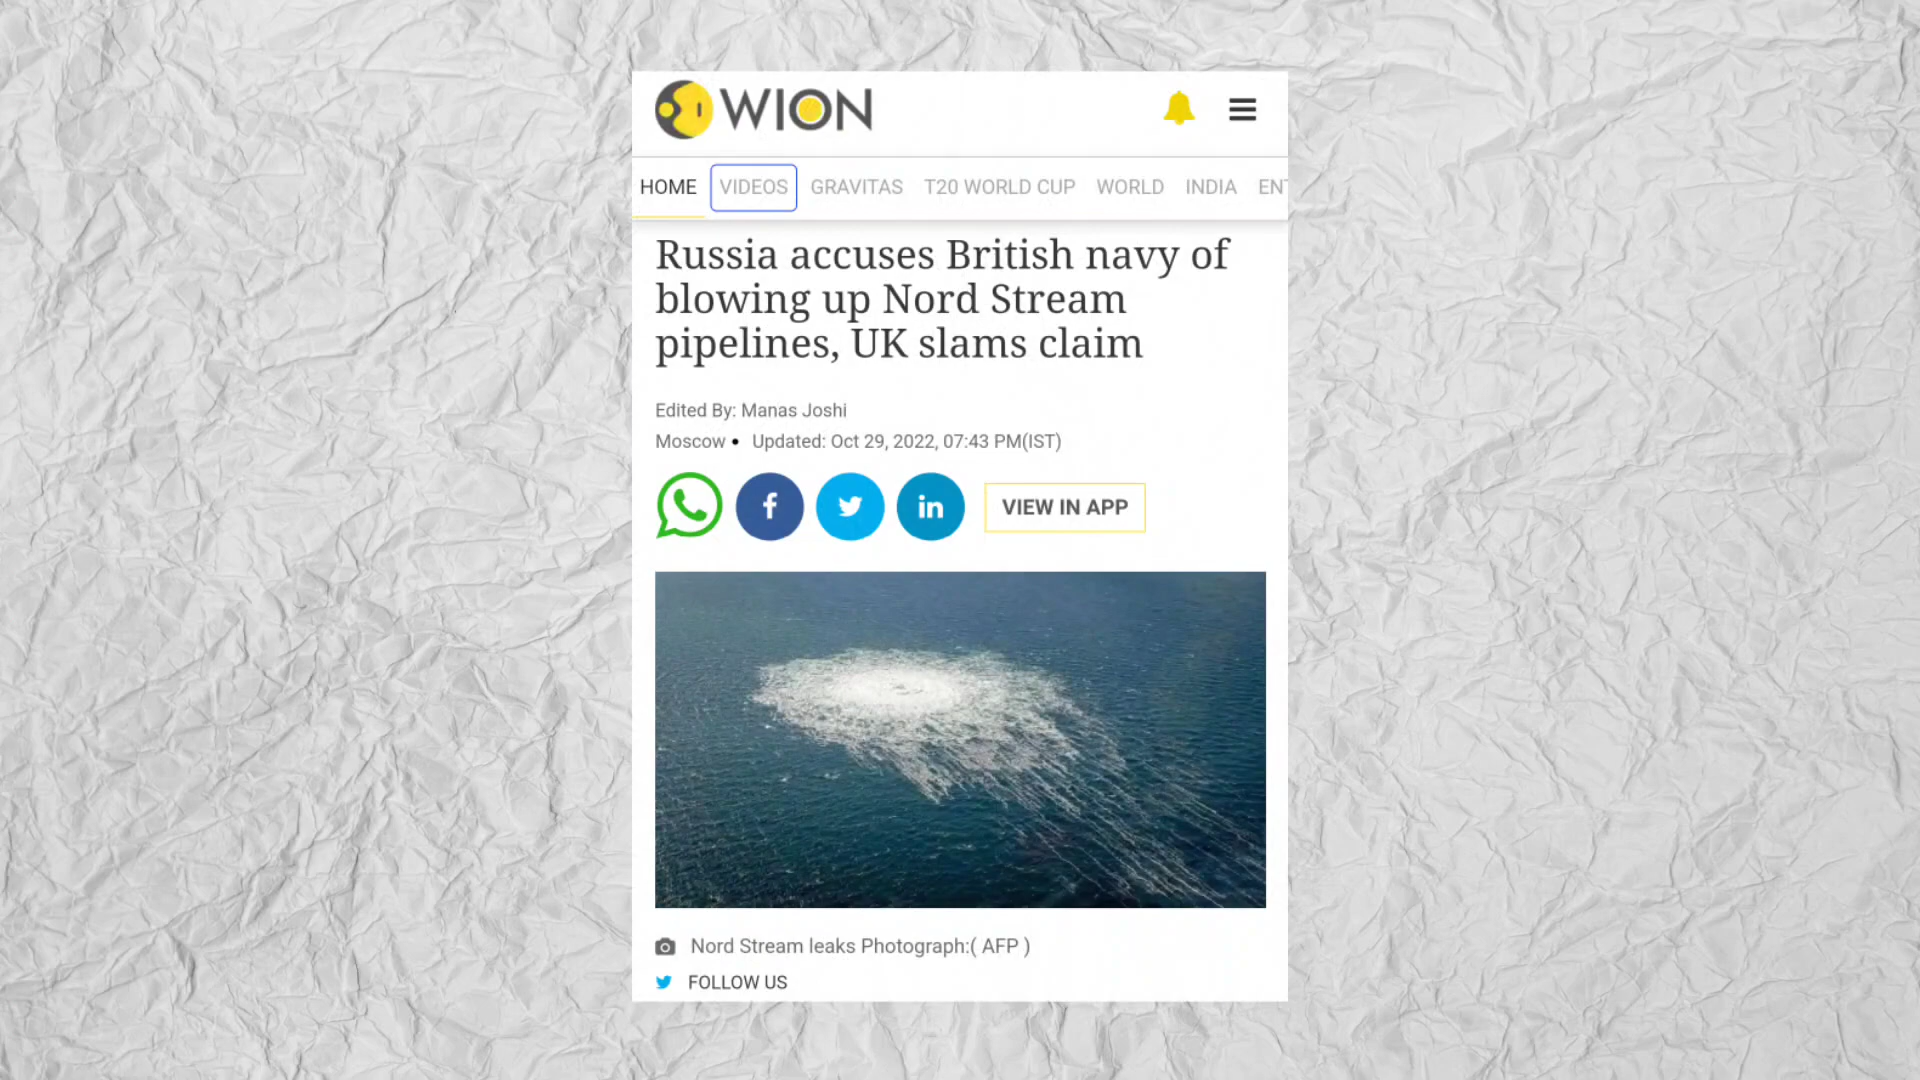 WION
HOME VIDEOS GRAVITAS T20 WORLD CUP WORLD INDIA ENT
Russia accuses British navy of
blowing up Nord Stream
pipelines, UK slams claim
Edited By: Manas Joshi
Moscow • Updated: Oct 29, 2022, 07:43 PM(IST)
f in VIEW IN APP
Nord Stream leaks Photograph:( AFP )
FOLLOW US